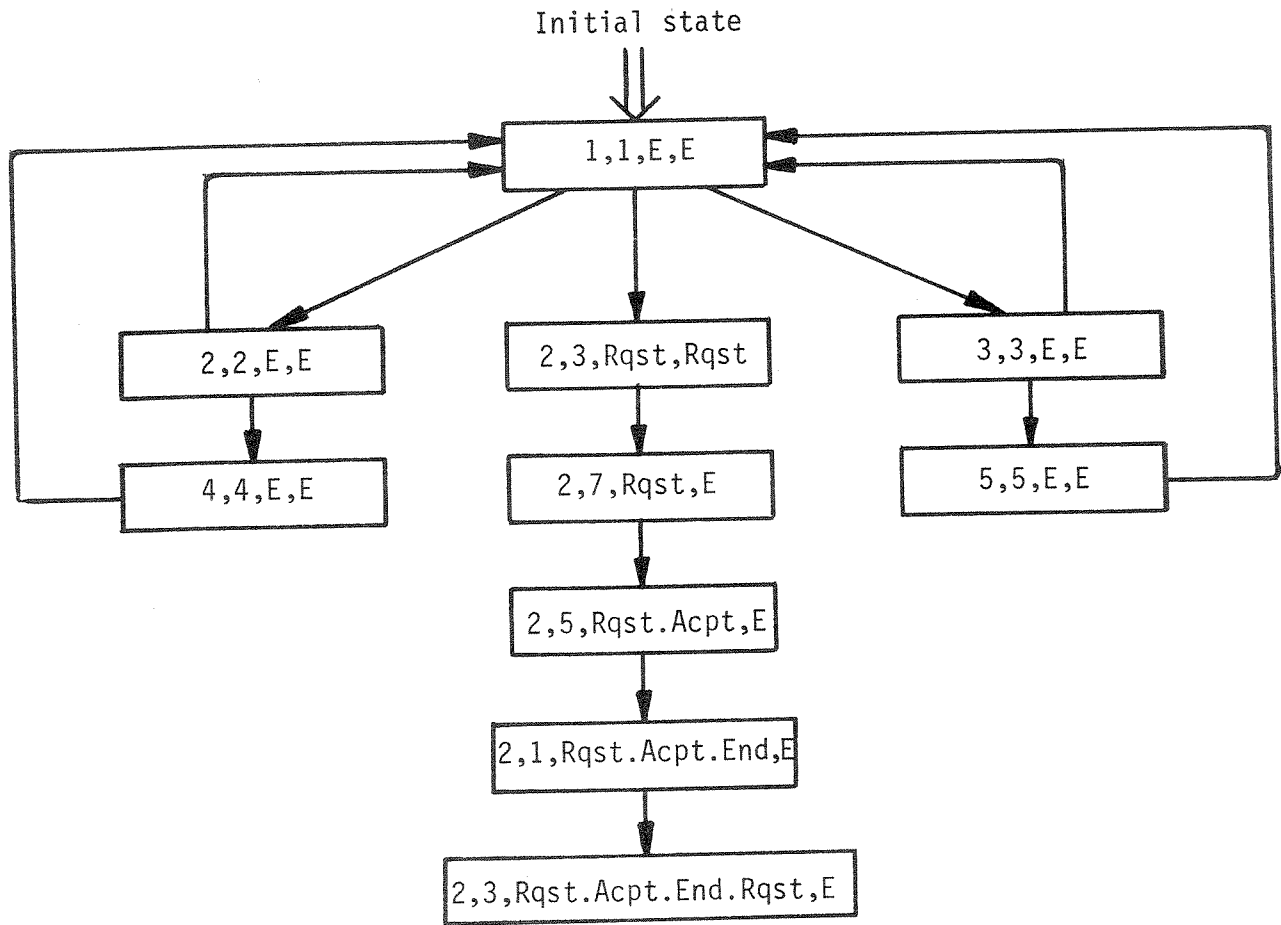 Initial state
1,1,E,E
2,2,E,E
2,3,Rqst,Rqst
3,3,E,E
4,4,E,E
2,7,Rqst,E
5,5,E,E
2,5,Rqst.Acpt,E
2,1,Rqst.Acpt.End,E
2,3,Rqst.Acpt.End.Rqst,E